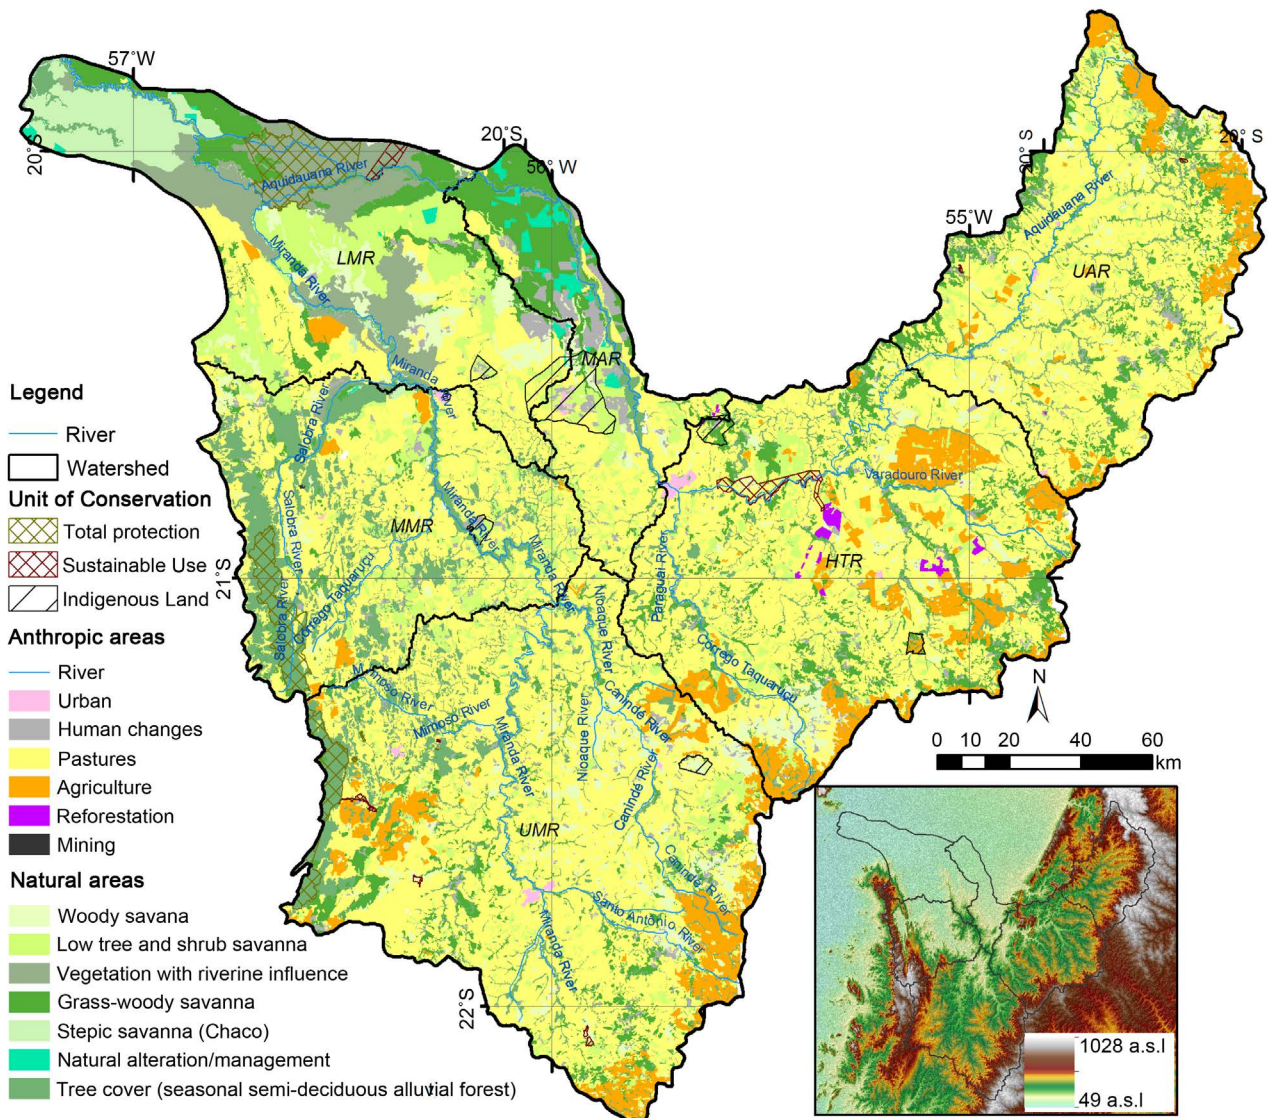 57°W
20°S
20°S
56°W
20°S
20°S
55°W
Aquidauana River
Aquidauana River
Miranda River
LMR
UAR
MAR
Miranda River
Legend
River
Watershed
Unit of Conservation
Total protection
Sustainable Use
Indigenous Land
Anthropic areas
River
Urban
Human changes
Pastures
Agriculture
Reforestation
Mining
Natural areas
Woody savana
Low tree and shrub savanna
Vegetation with riverine influence
Grass-woody savanna
Stepic savanna (Chaco)
Natural alteration/management
Tree cover (seasonal semi-deciduous alluvial forest)
Salobra River
Salobra River
Salobra River
Varadouro River
Miranda River
MMR
Miranda River
HTR
21°S
Corrego Taquaruçu
Paraguai River
Nioaque River
Corrego Taquaruçu
Mimoso River
Mimoso River
Canindé River
Nioaque River
Miranda River
Canindé River
UMR
Canindé River
Santo Antônio River
Miranda River
22°S
N
0 10 20 40 60
km
1028 a.s.l
49 a.s.l